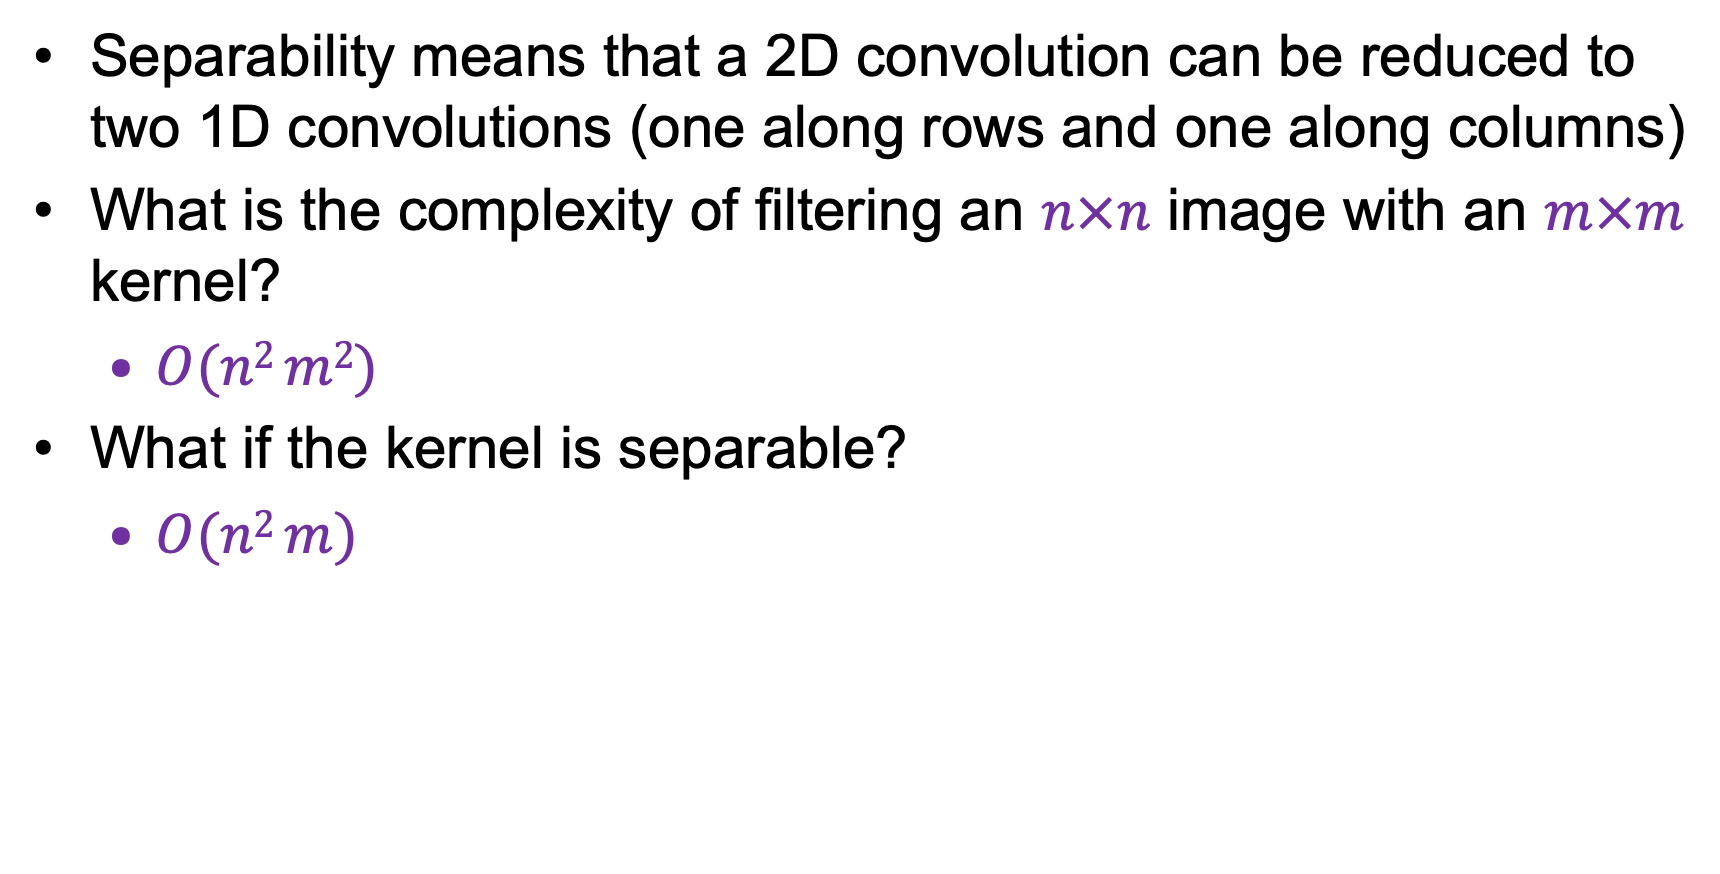 • Separability means that a 2D convolution can be reduced to
two 1D convolutions (one along rows and one along columns)
• What is the complexity of filtering an n×n image with an m×m
kernel?
• O(n² m²)
• What if the kernel is separable?
• O(n² m)